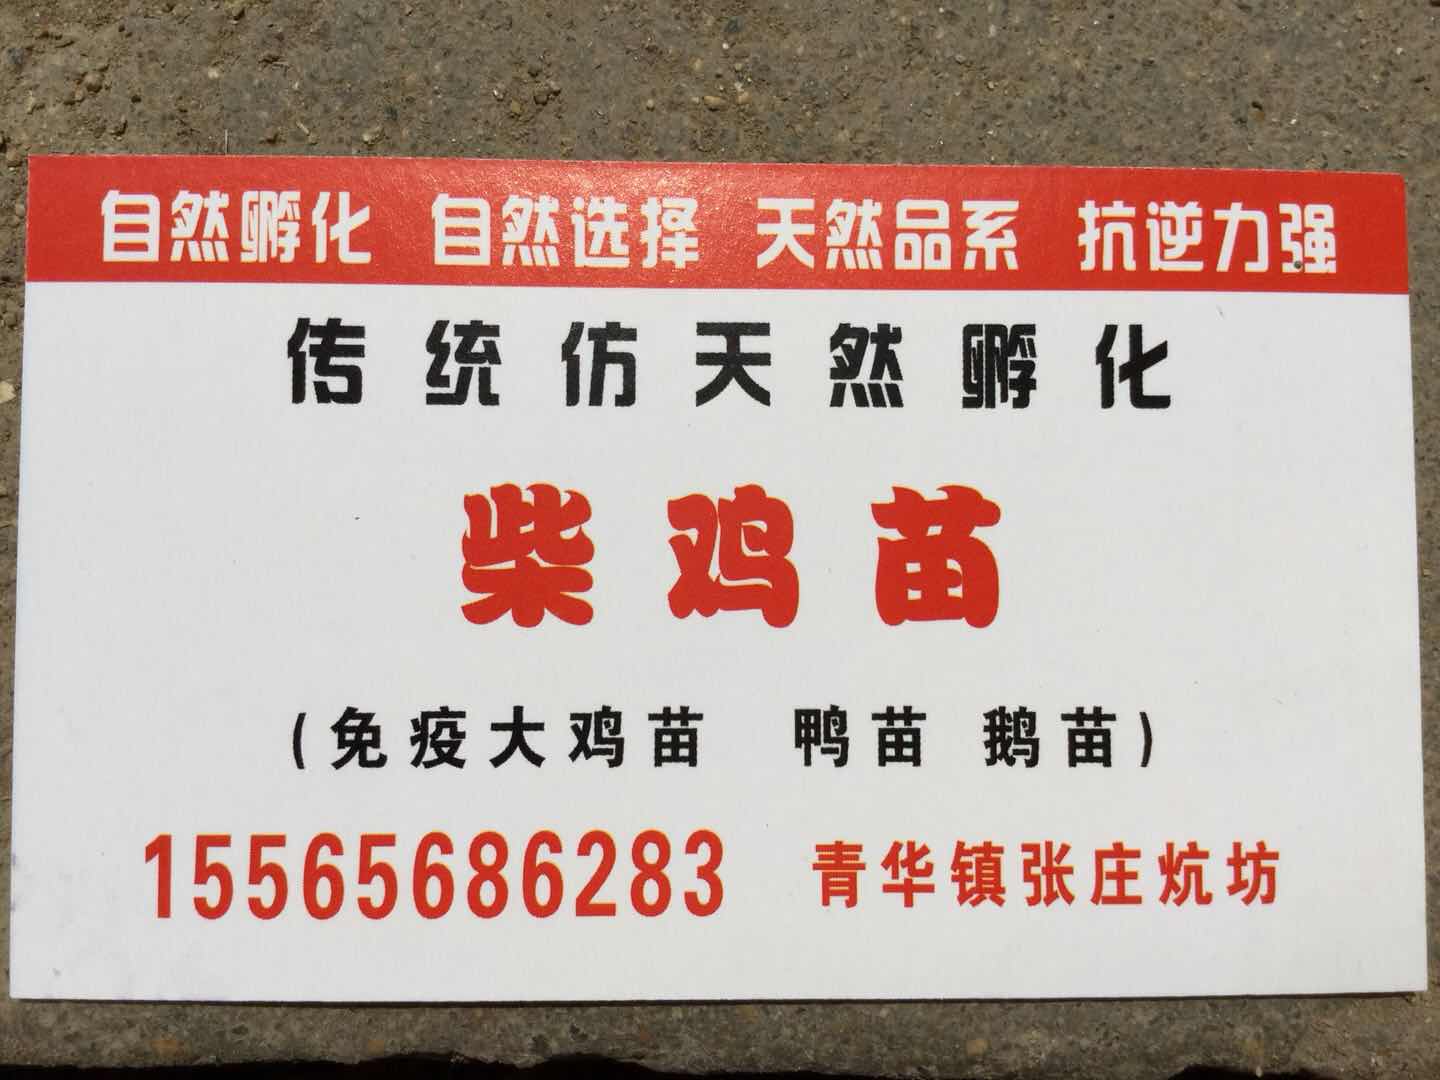 自然孵化 自然选择 天然品系 抗逆力强
传统仿天然孵化
柴鸡苗
(免疫大鸡苗 鸭苗 鹅苗)
15565686283 青华镇张庄炕坊